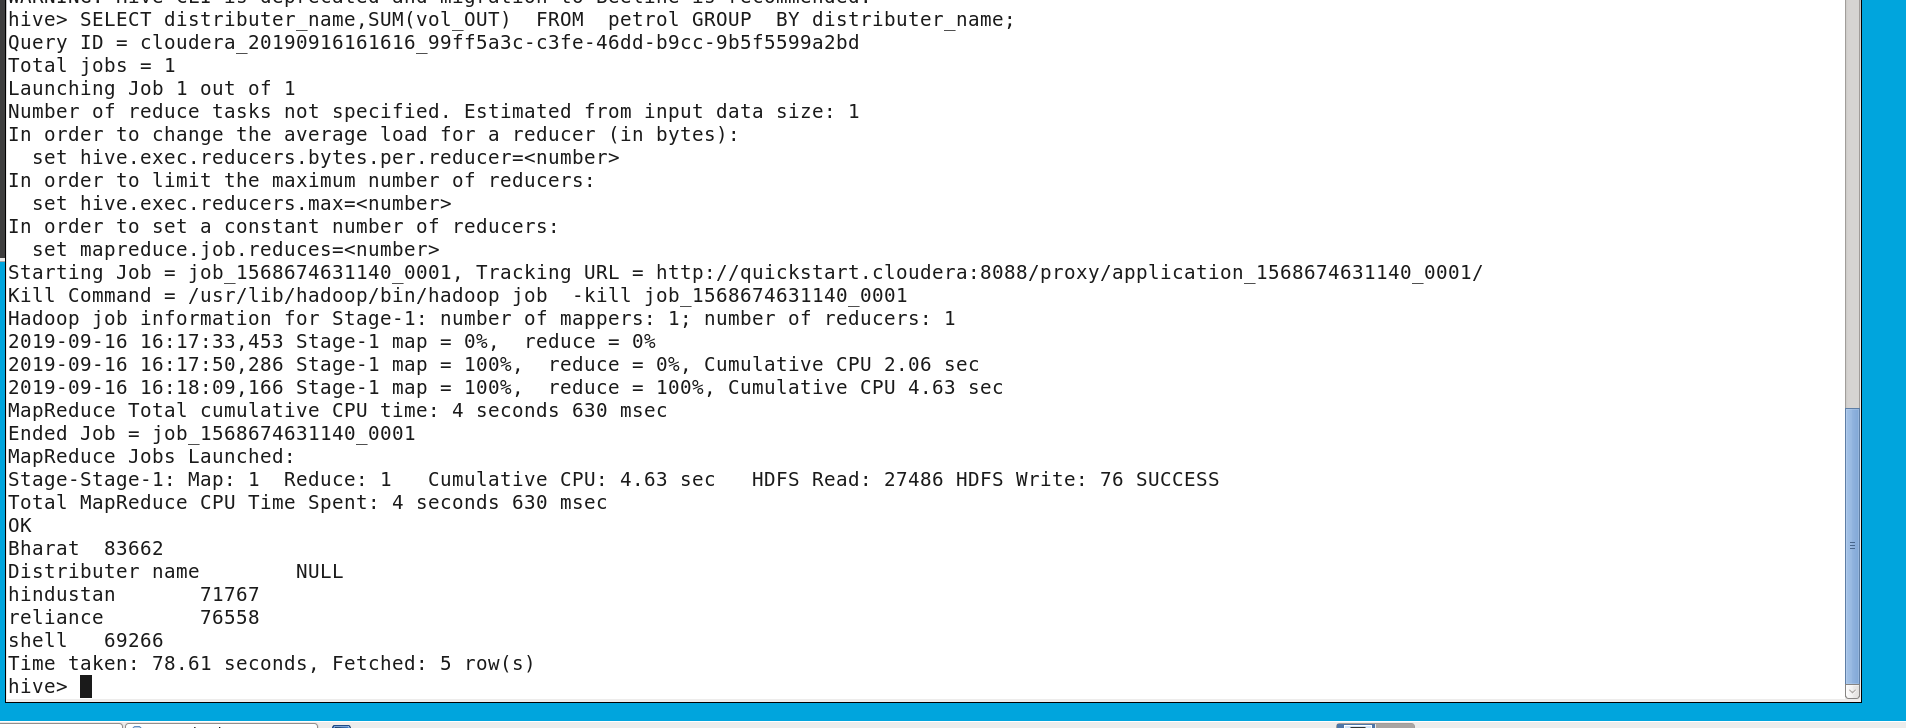 WARNING: Hive CLI is deprecated and migration to Beeline is recommended.
hive> SELECT distributer_name,SUM(vol_OUT)  FROM  petrol GROUP  BY distributer_name;
Query ID = cloudera_20190916161616_99ff5a3c-c3fe-46dd-b9cc-9b5f5599a2bd
Total jobs = 1
Launching Job 1 out of 1
Number of reduce tasks not specified. Estimated from input data size: 1
In order to change the average load for a reducer (in bytes):
  set hive.exec.reducers.bytes.per.reducer=<number>
In order to limit the maximum number of reducers:
  set hive.exec.reducers.max=<number>
In order to set a constant number of reducers:
  set mapreduce.job.reduces=<number>
Starting Job = job_1568674631140_0001, Tracking URL = http://quickstart.cloudera:8088/proxy/application_1568674631140_0001/
Kill Command = /usr/lib/hadoop/bin/hadoop job  -kill job_1568674631140_0001
Hadoop job information for Stage-1: number of mappers: 1; number of reducers: 1
2019-09-16 16:17:33,453 Stage-1 map = 0%,  reduce = 0%
2019-09-16 16:17:50,286 Stage-1 map = 100%,  reduce = 0%, Cumulative CPU 2.06 sec
2019-09-16 16:18:09,166 Stage-1 map = 100%,  reduce = 100%, Cumulative CPU 4.63 sec
MapReduce Total cumulative CPU time: 4 seconds 630 msec
Ended Job = job_1568674631140_0001
MapReduce Jobs Launched:
Stage-Stage-1: Map: 1  Reduce: 1   Cumulative CPU: 4.63 sec   HDFS Read: 27486 HDFS Write: 76 SUCCESS
Total MapReduce CPU Time Spent: 4 seconds 630 msec
OK
Bharat	83662
Distributer name	NULL
hindustan	71767
reliance	76558
shell	69266
Time taken: 78.61 seconds, Fetched: 5 row(s)
hive>